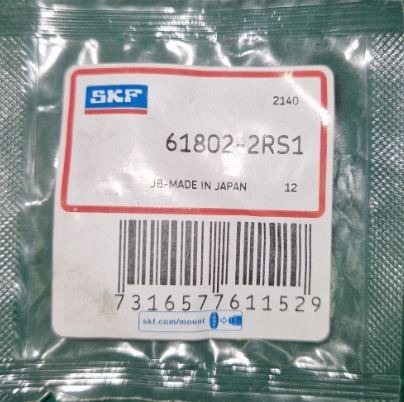 SKF
2140
61802-2RS1
JB-MADE IN JAPAN 12
7316577611529
skf.com/mount